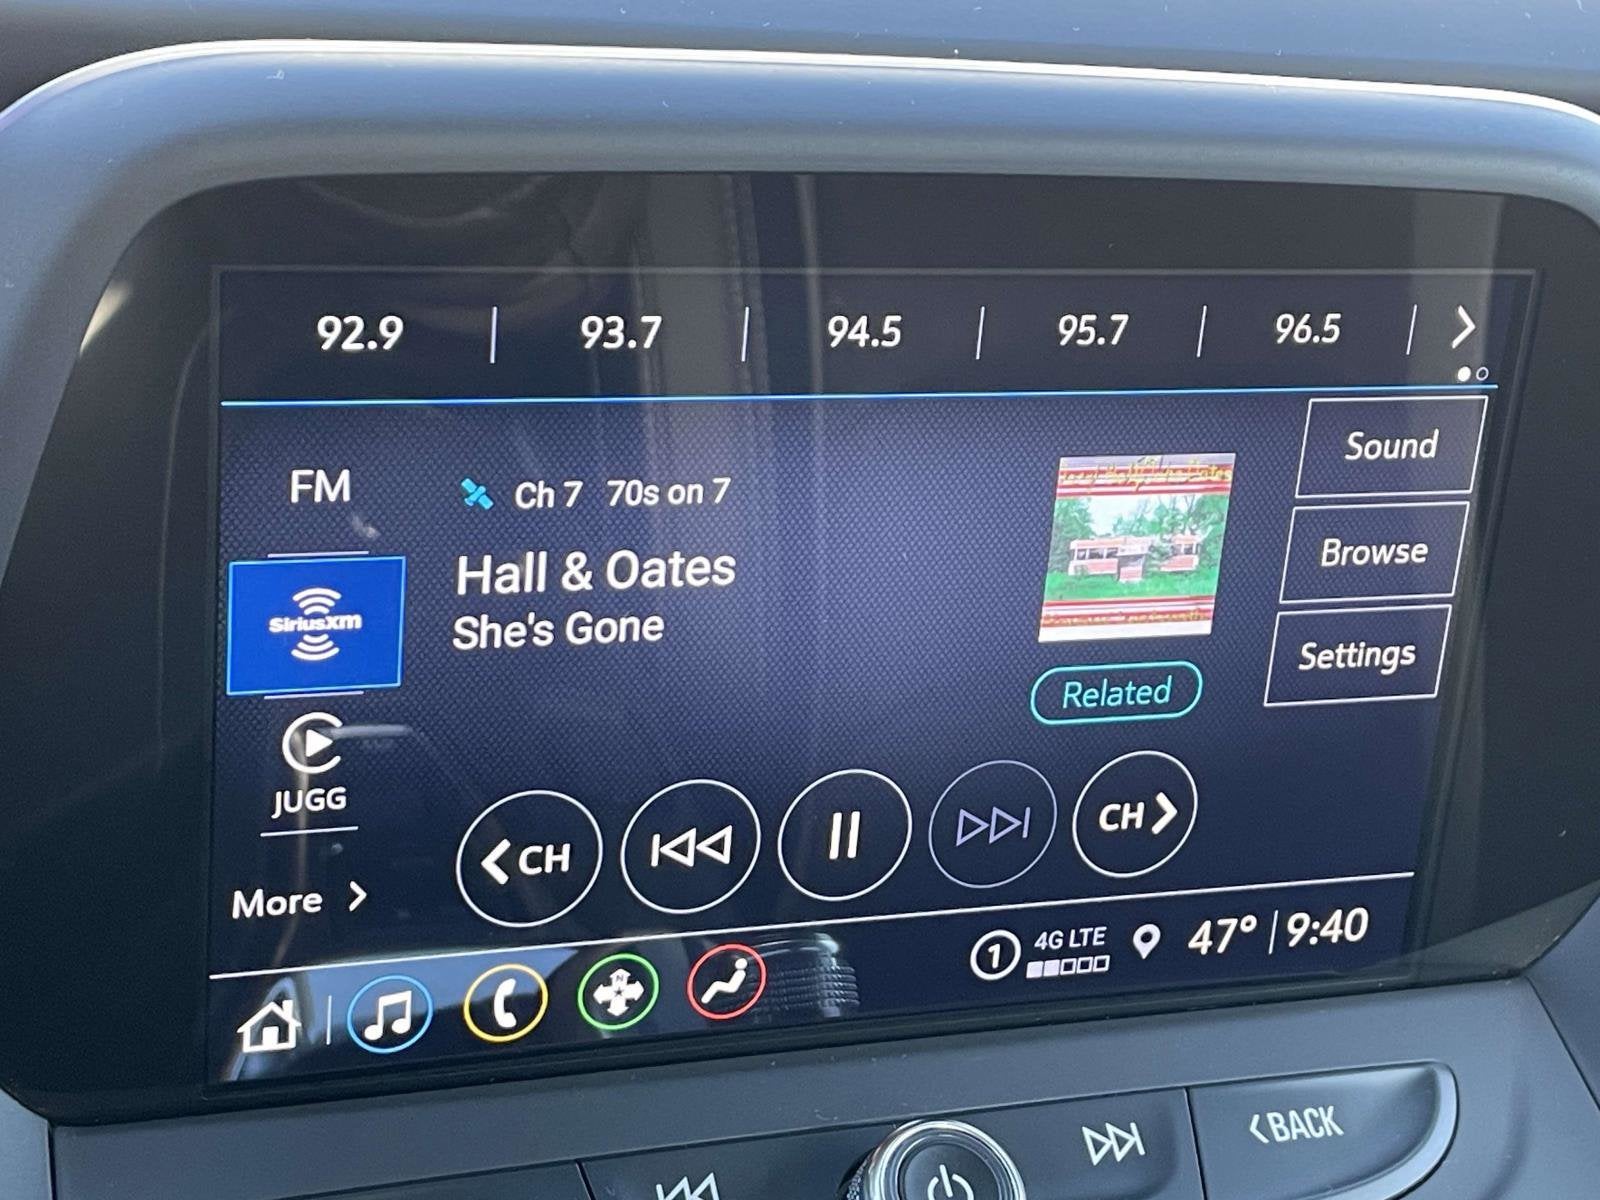 92.9 | 93.7 | 94.5 | 95.7 | 96.5 |
FM
Ch 7 70s on 7
Sound
Hall & Oates
Browse
SiriusXM
She's Gone
Settings
Related
JUGG
CH
CH
More
1 4G LTE 47° | 9:40
N
BACK